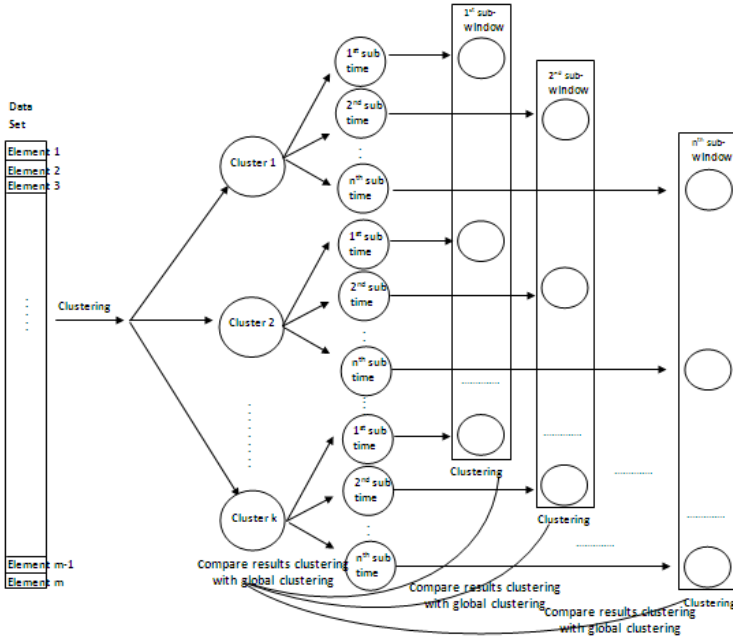 Data
Set
Element 1
Element 2
Element 3
Element m-1
Element m
Clustering
Cluster 1
Cluster 2
Cluster k
1st sub
time
2nd sub
time
nth sub
time
1st sub
time
2nd sub
time
nth sub
time
1st sub
time
2nd sub
time
nth sub
time
1st sub-
window
Clustering
2nd sub-
window
Clustering
nth sub-
window
Clustering
Compare results clustering
with global clustering
Compare results clustering
with global clustering
Compare results clustering
with global clustering